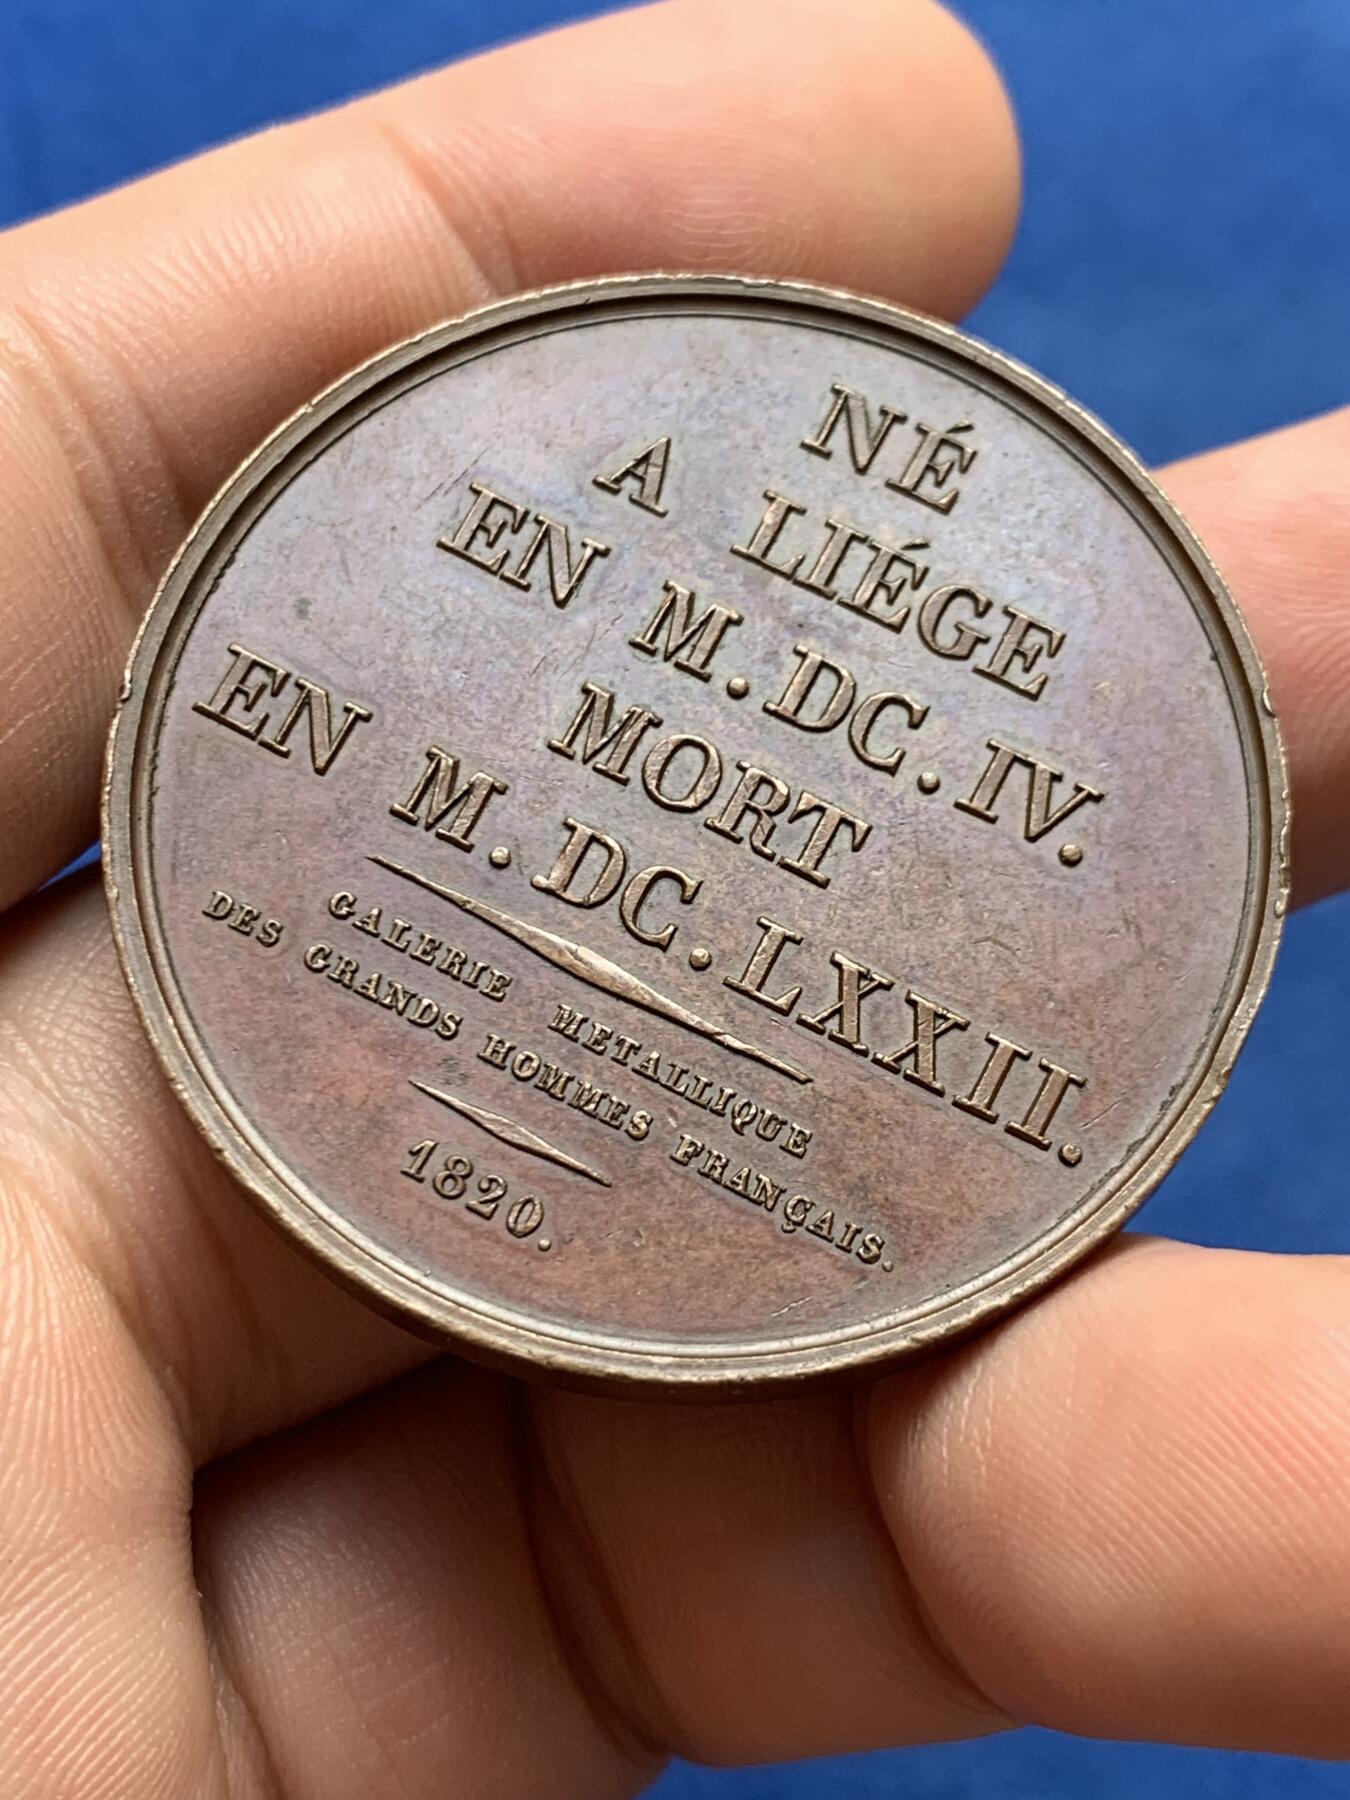 NÉ
A LIÉGE
EN M.DC.IV.
MORT
EN M.DC.LXXII.
GALERIE METALLIQUE
DES GRANDS HOMMES FRANÇAIS.
1820.